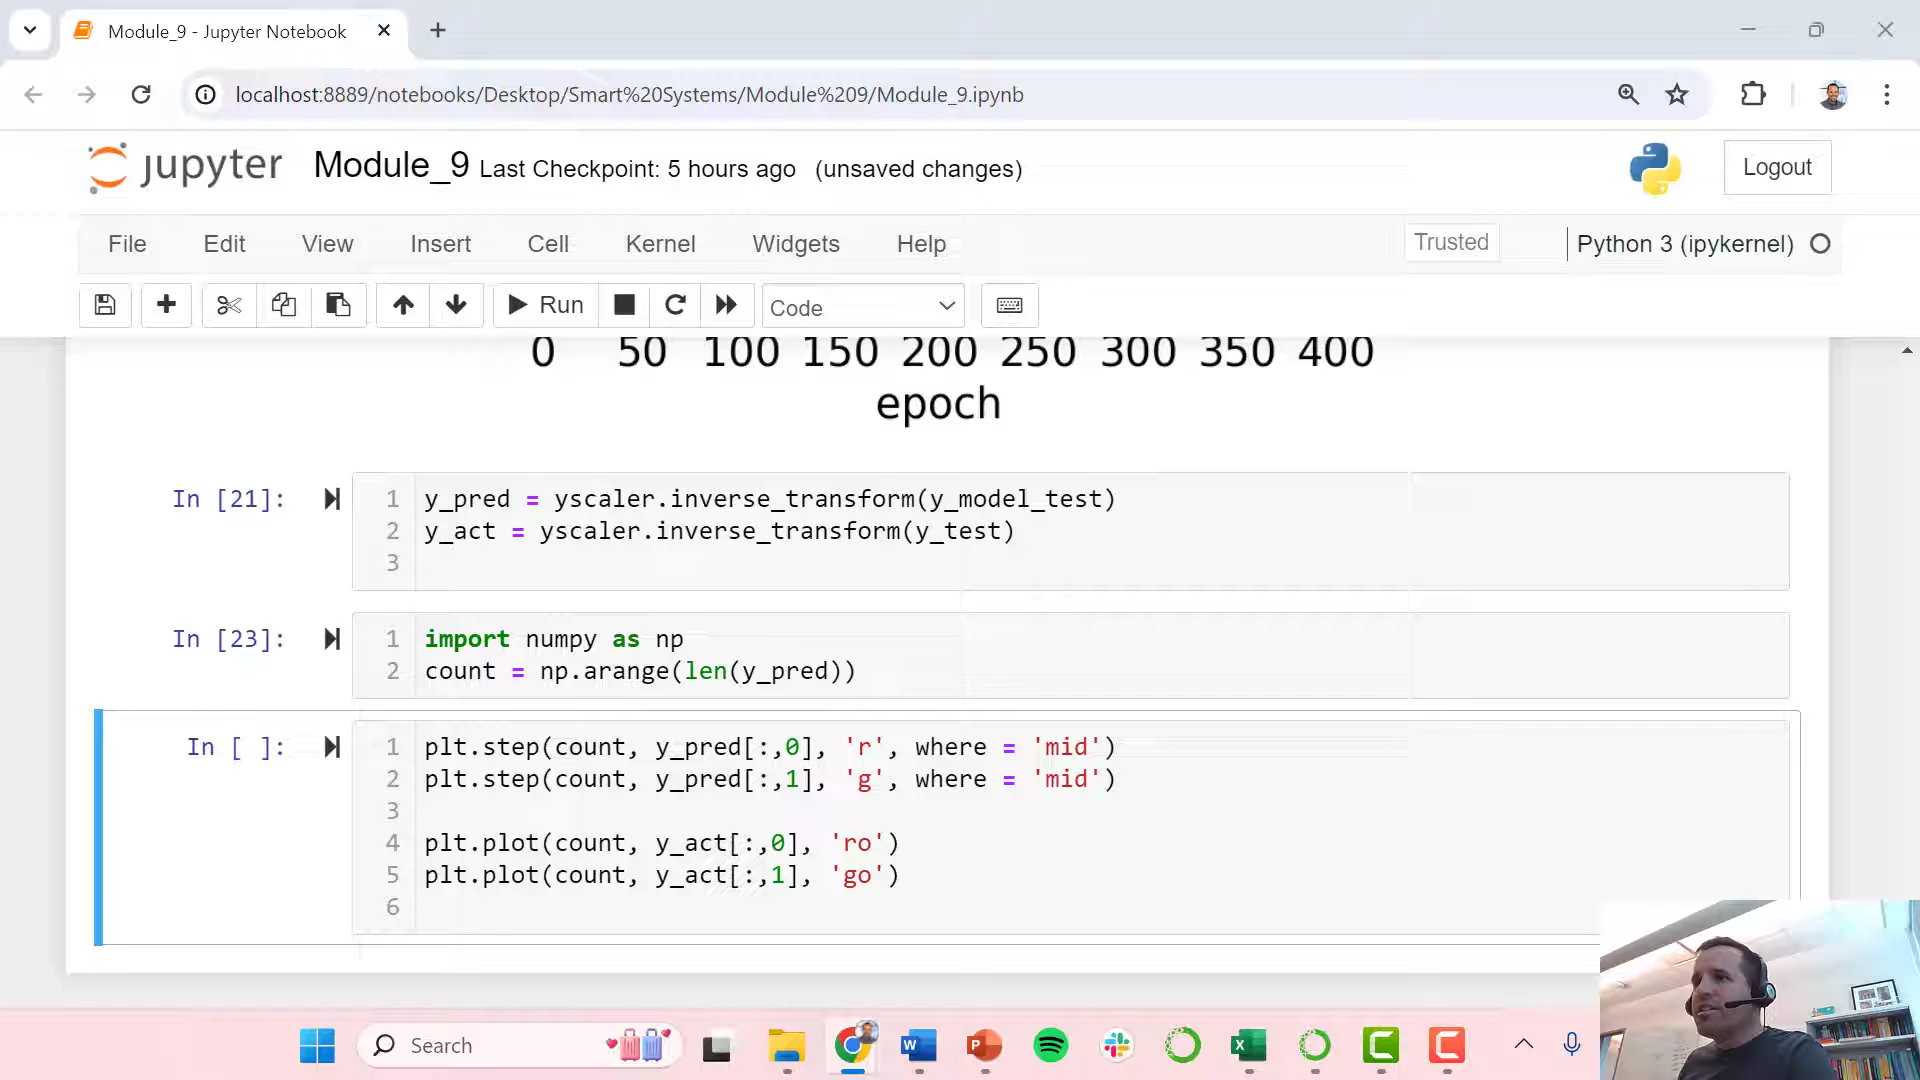 Module_9 - Jupyter Notebook
localhost:8889/notebooks/Desktop/Smart%20Systems/Module%209/Module_9.ipynb
jupyter Module_9 Last Checkpoint: 5 hours ago (unsaved changes) Logout
File Edit View Insert Cell Kernel Widgets Help Trusted Python 3 (ipykernel)
Run Code
0 50 100 150 200 250 300 350 400
epoch
In [21]:
1 y_pred = yscaler.inverse_transform(y_model_test)
2 y_act = yscaler.inverse_transform(y_test)
3
In [23]:
1 import numpy as np
2 count = np.arange(len(y_pred))
In [ ]:
1 plt.step(count, y_pred[:,0], 'r', where = 'mid')
2 plt.step(count, y_pred[:,1], 'g', where = 'mid')
3
4 plt.plot(count, y_act[:,0], 'ro')
5 plt.plot(count, y_act[:,1], 'go')
6
Search